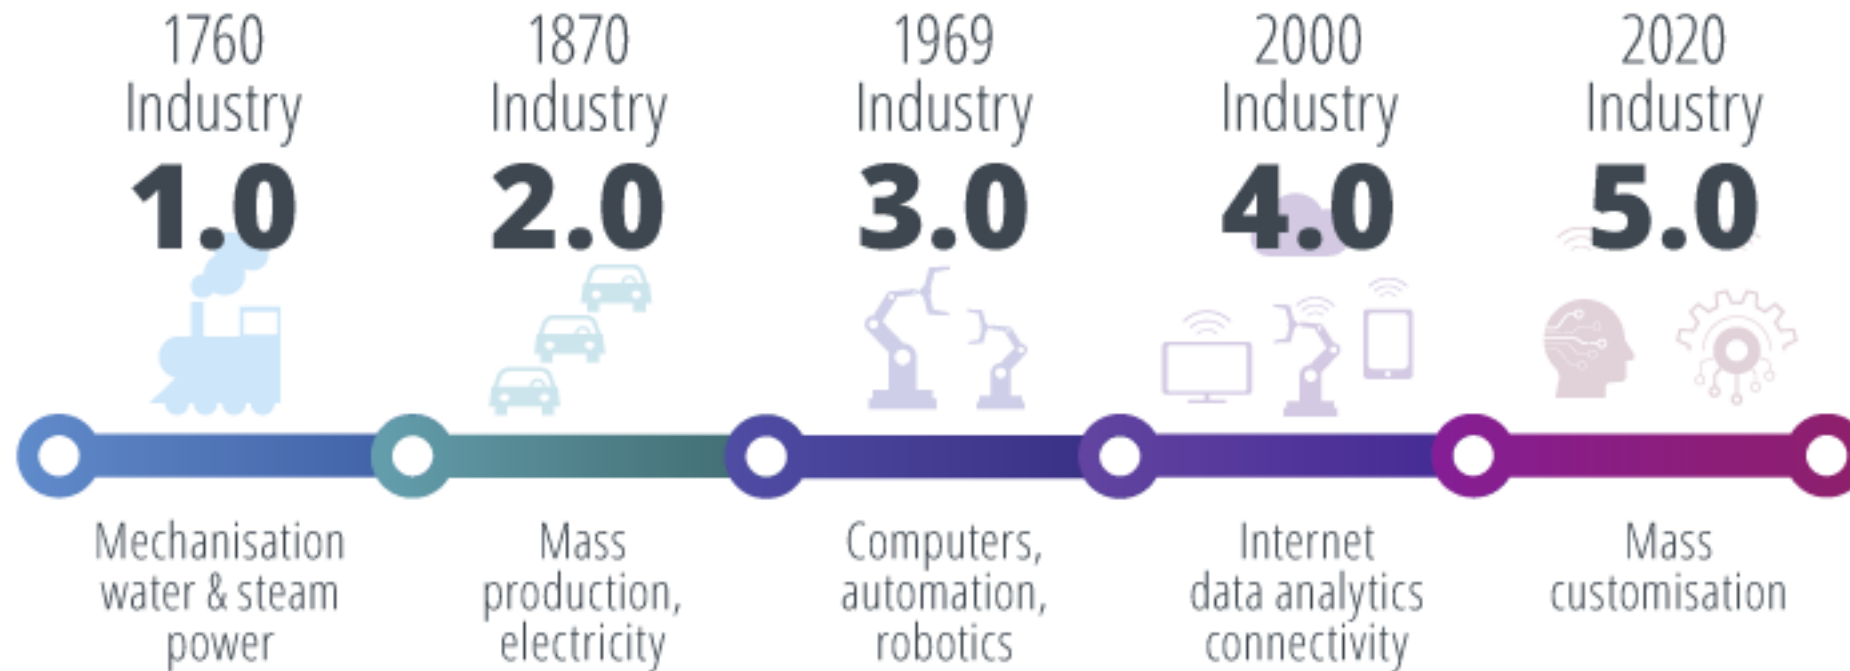 1760
Industry
1.0
Mechanisation
water & steam
power
1870
Industry
2.0
Mass
production,
electricity
1969
Industry
3.0
Computers,
automation,
robotics
2000
Industry
4.0
Internet
data analytics
connectivity
2020
Industry
5.0
Mass
customisation